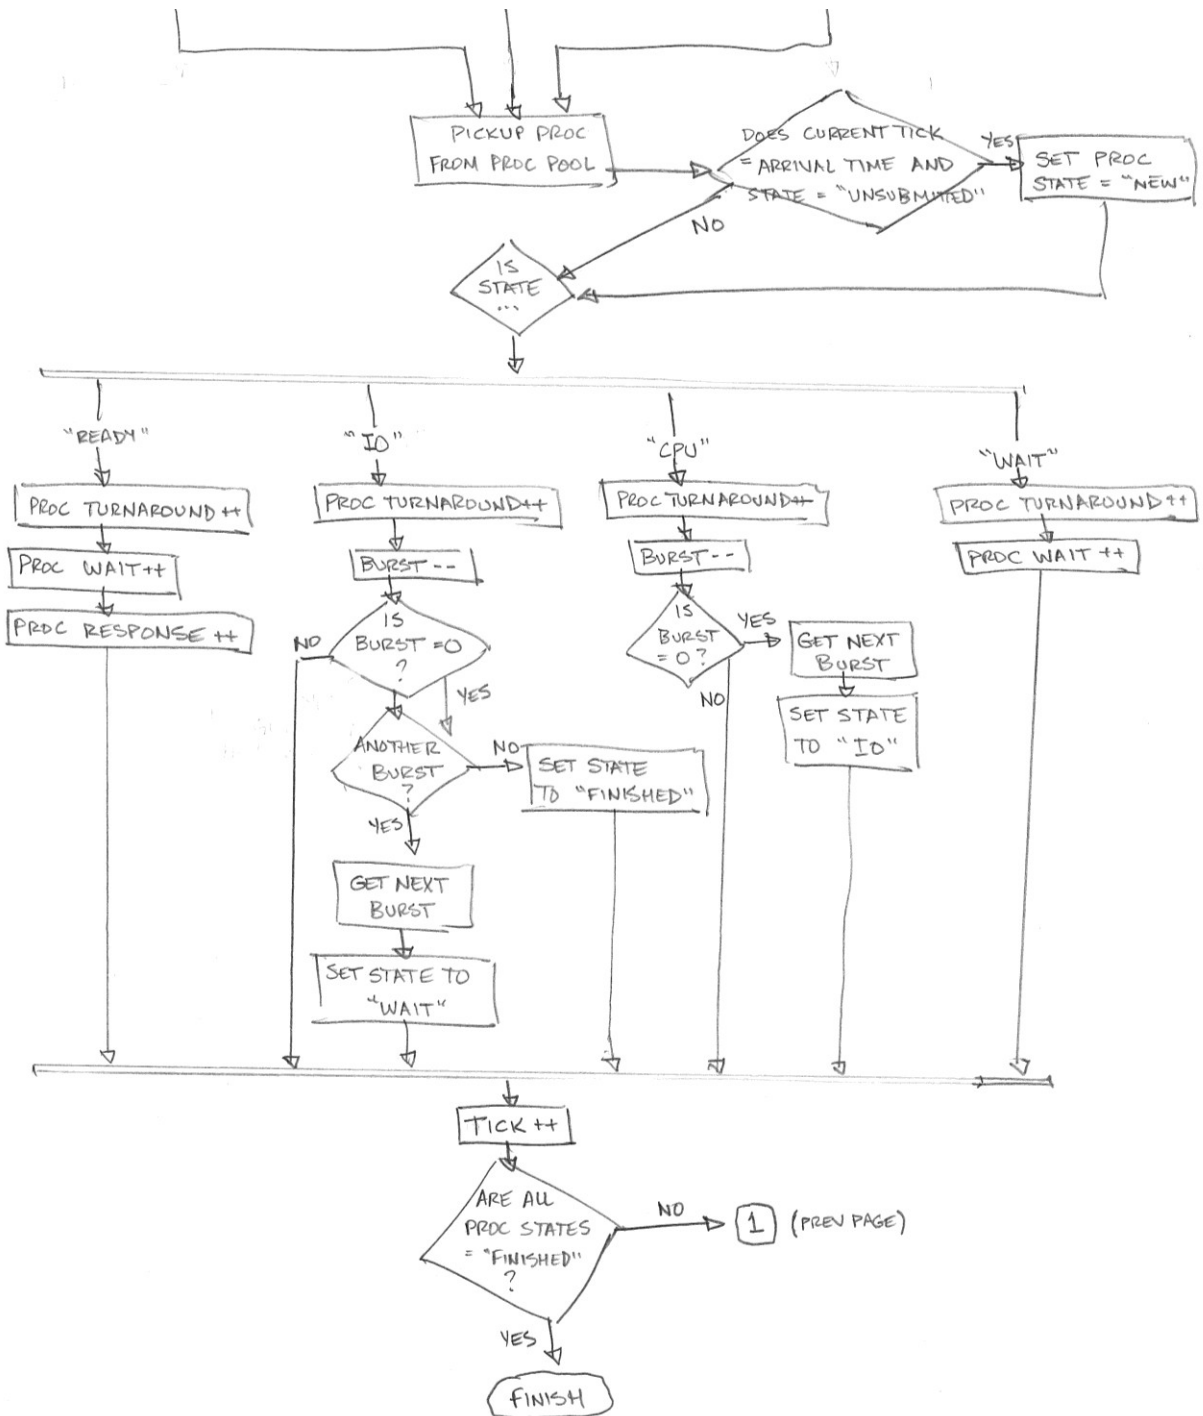 PICKUP PROC
FROM PROC POOL
DOES CURRENT TICK
= ARRIVAL TIME AND
STATE = "UNSUBMITED"
YES
SET PROC
STATE = "NEW"
NO
IS
STATE
...
"READY"
PROC TURNAROUND ++
PROC WAIT++
PROC RESPONSE ++
"IO"
PROC TURNAROUND++
BURST --
IS
BURST =0
?
NO
YES
ANOTHER
BURST
?
NO
SET STATE
TO "FINISHED"
YES
GET NEXT
BURST
SET STATE TO
"WAIT"
"CPU"
PROC TURNAROUND++
BURST --
IS
BURST
= 0?
YES
GET NEXT
BURST
SET STATE
TO "IO"
NO
"WAIT"
PROC TURNAROUND ++
PROC WAIT ++
TICK ++
ARE ALL
PROC STATES
= "FINISHED"
?
NO
1 (PREV PAGE)
YES
FINISH